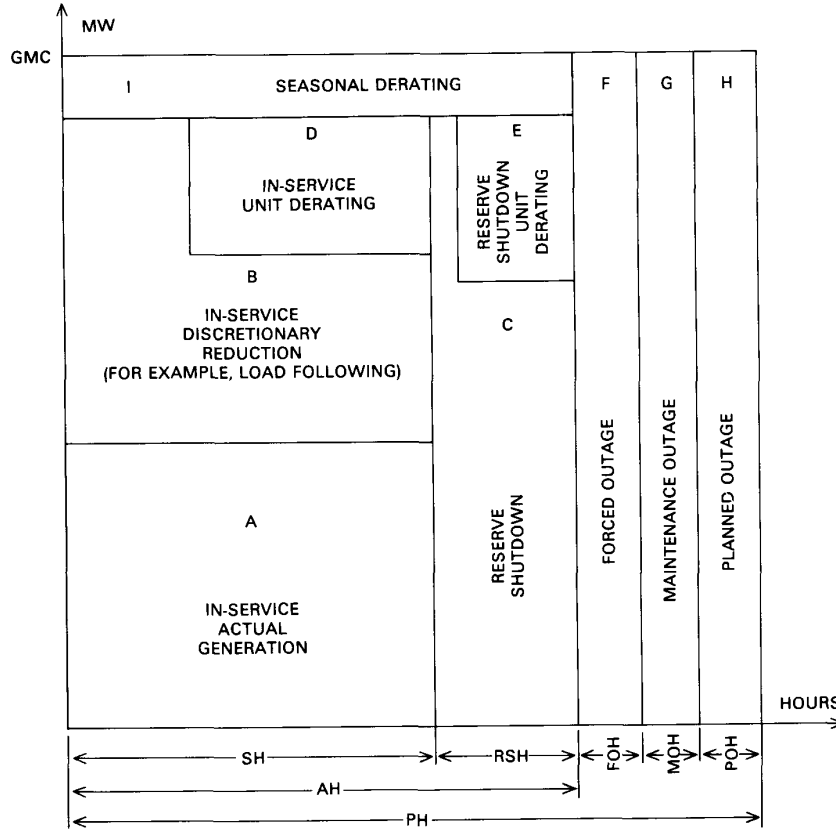 MW
GMC
I
SEASONAL DERATING
F
G
H
D
IN-SERVICE
UNIT DERATING
E
RESERVE
SHUTDOWN
UNIT
DERATING
B
IN-SERVICE
DISCRETIONARY
REDUCTION
(FOR EXAMPLE, LOAD FOLLOWING)
C
RESERVE
SHUTDOWN
FORCED OUTAGE
MAINTENANCE OUTAGE
PLANNED OUTAGE
A
IN-SERVICE
ACTUAL
GENERATION
HOURS
SH
RSH
FOH
MOH
POH
AH
PH